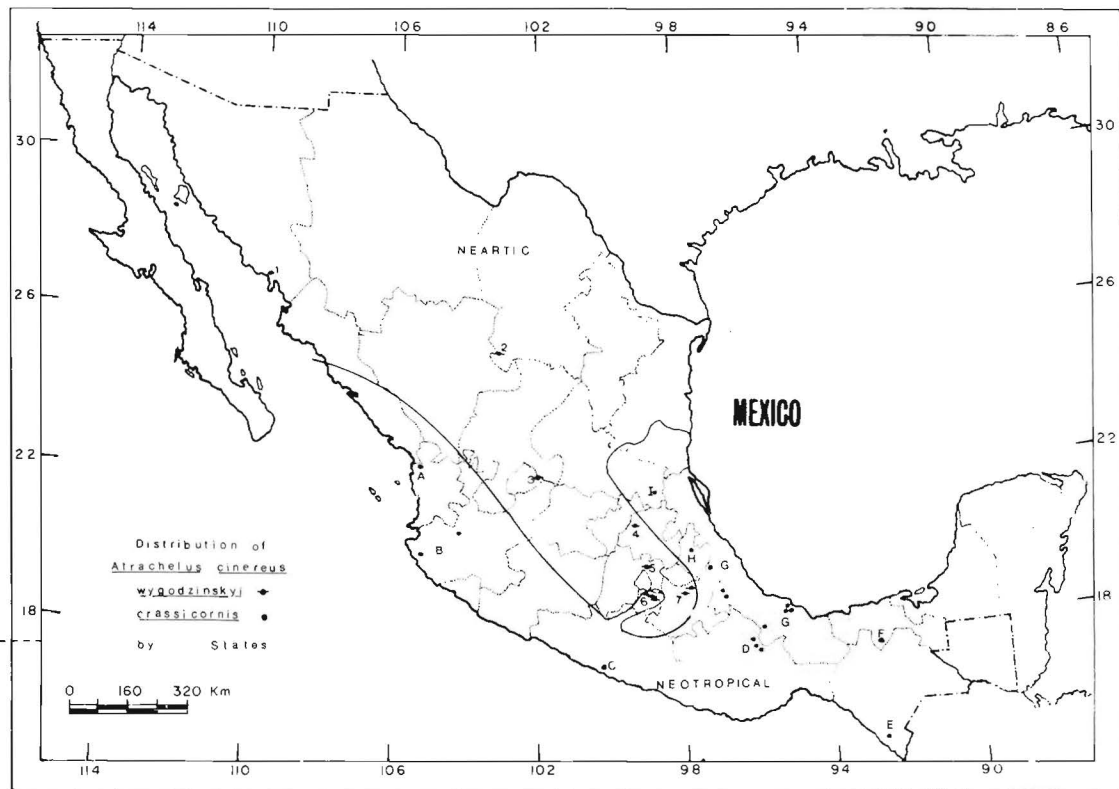 114 110 106 102 98 94 90 86
30 30
NEARTIC
1
26 26
2
MEXICO
22 22
A
3
I
4
B
H
G
5
Distribution of
Atrachelus cinereus
wygodzinskyi
crassicornis
by States
6
7
18 18
G
F
D
C
NEOTROPICAL
0 160 320 Km
E
114 110 106 102 98 94 90